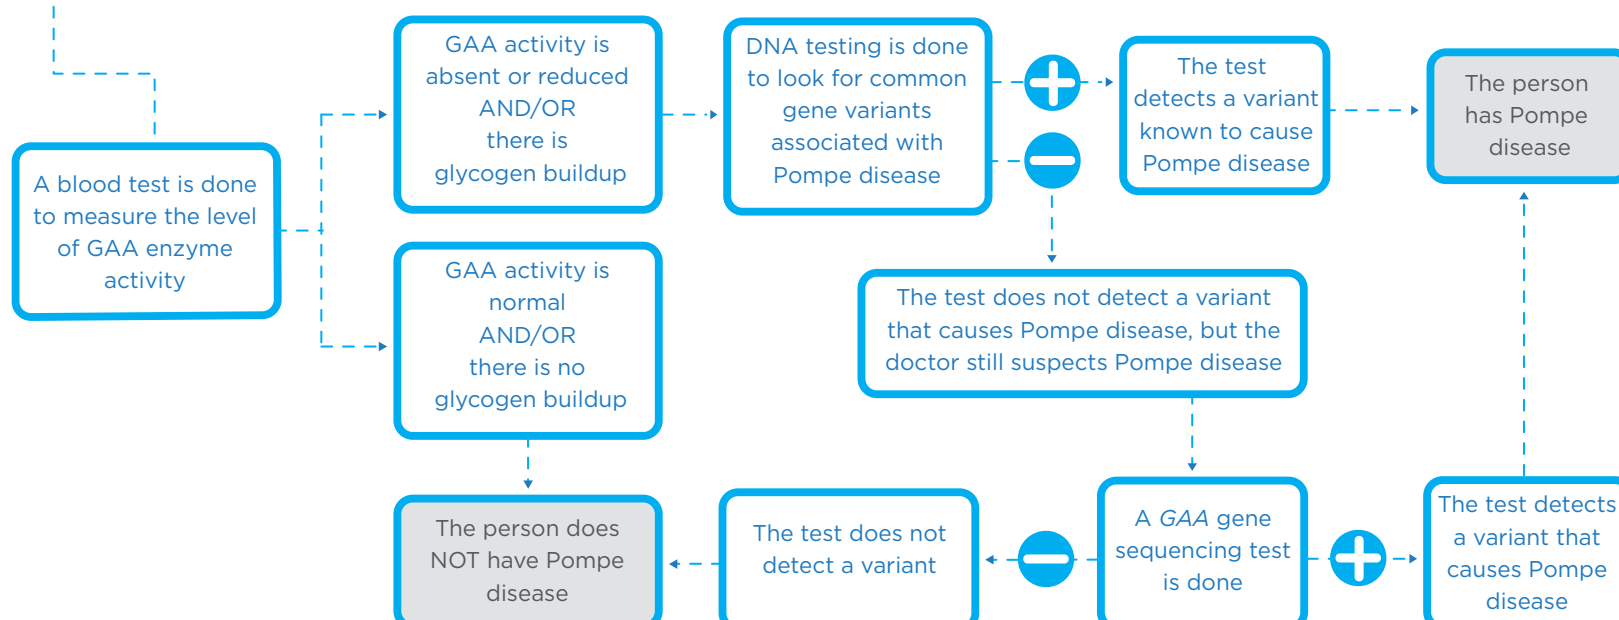 A blood test is done
to measure the level
of GAA enzyme
activity
GAA activity is
absent or reduced
AND/OR
there is
glycogen buildup
GAA activity is
normal
AND/OR
there is no
glycogen buildup
DNA testing is done
to look for common
gene variants
associated with
Pompe disease
The test
detects a variant
known to cause
Pompe disease
The person
has Pompe
disease
The test does not detect a variant
that causes Pompe disease, but the
doctor still suspects Pompe disease
A GAA gene
sequencing test
is done
The test detects
a variant that
causes Pompe
disease
The test does not
detect a variant
The person does
NOT have Pompe
disease